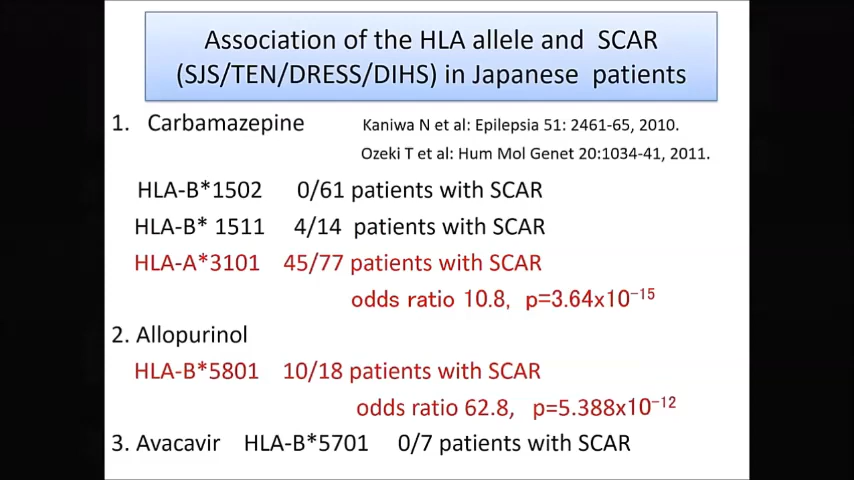 Association of the HLA allele and SCAR
(SJS/TEN/DRESS/DIHS) in Japanese patients
1. Carbamazepine Kaniwa N et al: Epilepsia 51: 2461-65, 2010.
Ozeki T et al: Hum Mol Genet 20:1034-41, 2011.
HLA-B*1502 0/61 patients with SCAR
HLA-B* 1511 4/14 patients with SCAR
HLA-A*3101 45/77 patients with SCAR
odds ratio 10.8, p=3.64x10⁻¹⁵
2. Allopurinol
HLA-B*5801 10/18 patients with SCAR
odds ratio 62.8, p=5.388x10⁻¹²
3. Avacavir HLA-B*5701 0/7 patients with SCAR